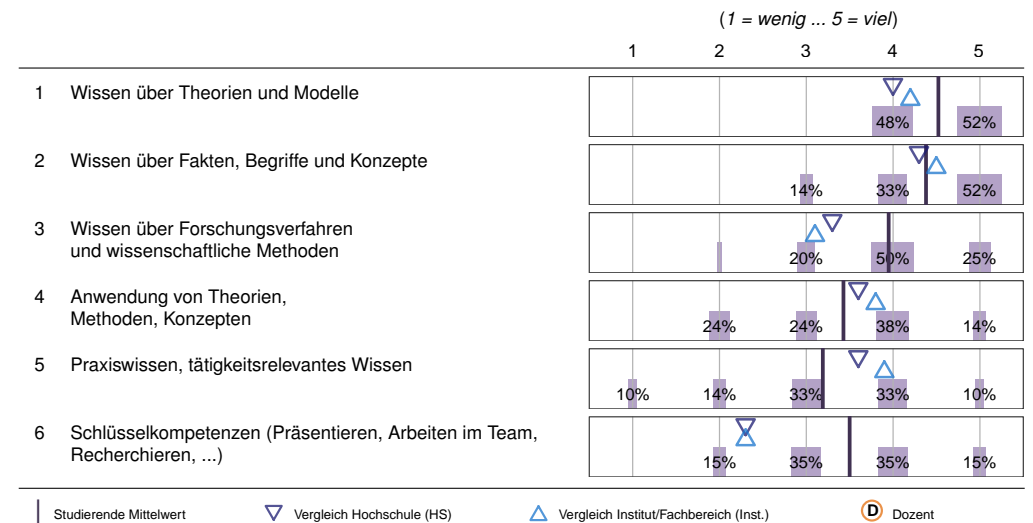 (1 = wenig ... 5 = viel)
1 2 3 4 5
1 Wissen über Theorien und Modelle
48% 52%
2 Wissen über Fakten, Begriffe und Konzepte
14% 33% 52%
3 Wissen über Forschungsverfahren
und wissenschaftliche Methoden
20% 50% 25%
4 Anwendung von Theorien,
Methoden, Konzepten
24% 24% 38% 14%
5 Praxiswissen, tätigkeitsrelevantes Wissen
10% 14% 33% 33% 10%
6 Schlüsselkompetenzen (Präsentieren, Arbeiten im Team,
Recherchieren, ...)
15% 35% 35% 15%
Studierende Mittelwert Vergleich Hochschule (HS) Vergleich Institut/Fachbereich (Inst.) D Dozent